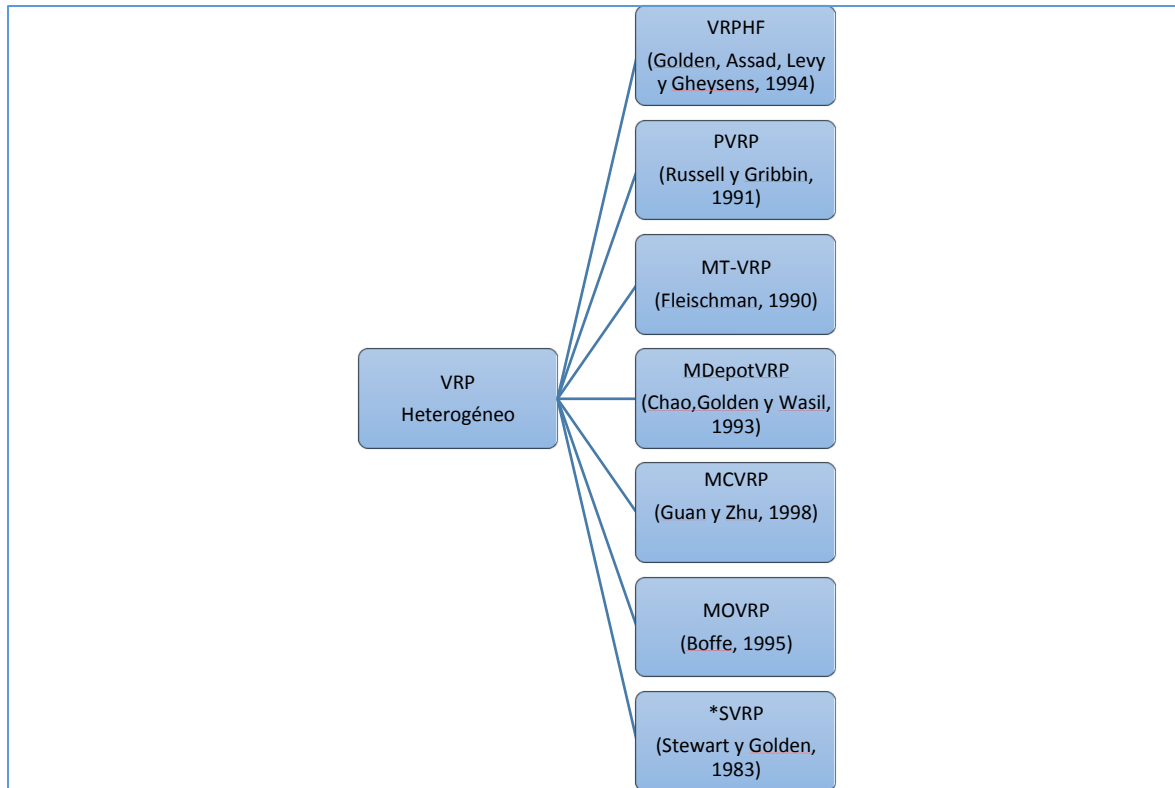 VRPHF
(Golden, Assad, Levy
y Gheysens, 1994)
PVRP
(Russell y Gribbin,
1991)
MT-VRP
(Fleischman, 1990)
VRP
Heterogéneo
MDepotVRP
(Chao,Golden y Wasil,
1993)
MCVRP
(Guan y Zhu, 1998)
MOVRP
(Boffe, 1995)
*SVRP
(Stewart y Golden,
1983)